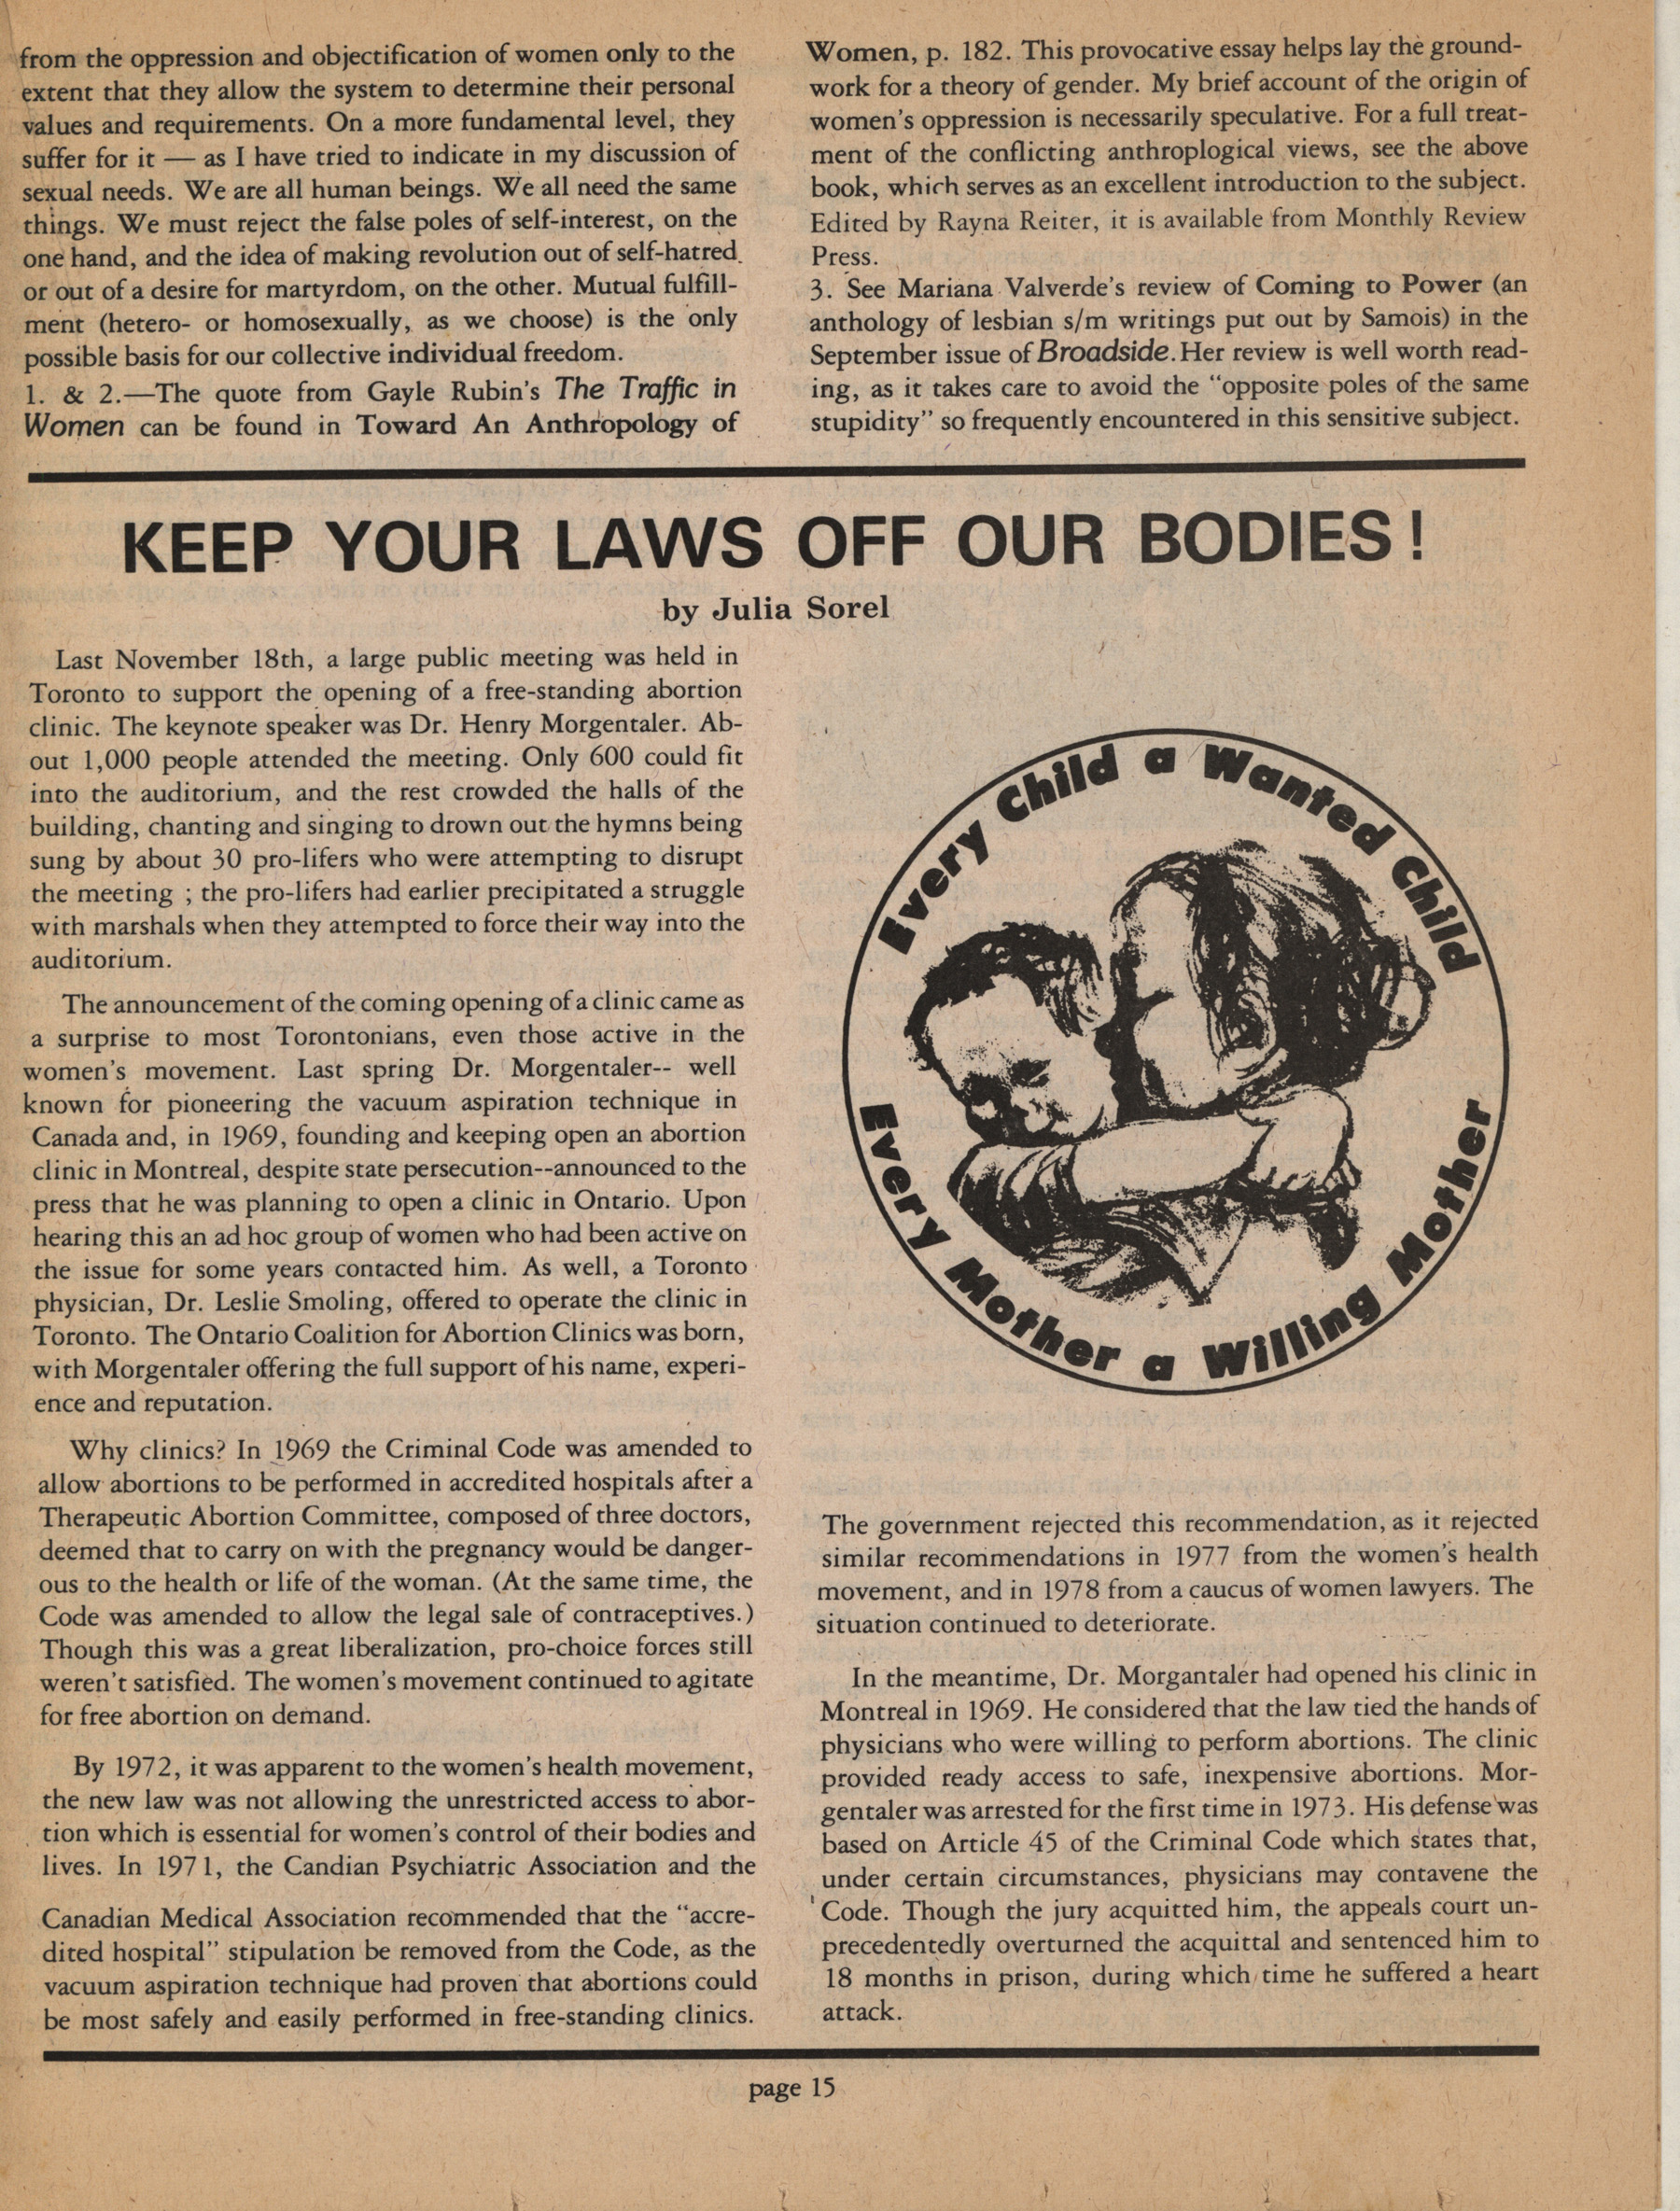 from the oppression and objectification of women only to the
extent that they allow the system to determine their personal
values and requirements. On a more fundamental level, they
suffer for it — as I have tried to indicate in my discussion of
sexual needs. We are all human beings. We all need the same
things. We must reject the false poles of self-interest, on the
one hand, and the idea of making revolution out of self-hatred
or out of a desire for martyrdom, on the other. Mutual fulfill-
ment (hetero- or homosexually, as we choose) is the only
possible basis for our collective individual freedom.
1. & 2.—The quote from Gayle Rubin's The Traffic in
Women can be found in Toward An Anthropology of
Women, p. 182. This provocative essay helps lay the ground-
work for a theory of gender. My brief account of the origin of
women's oppression is necessarily speculative. For a full treat-
ment of the conflicting anthroplogical views, see the above
book, which serves as an excellent introduction to the subject.
Edited by Rayna Reiter, it is available from Monthly Review
Press.
3. See Mariana Valverde's review of Coming to Power (an
anthology of lesbian s/m writings put out by Samois) in the
September issue of Broadside. Her review is well worth read-
ing, as it takes care to avoid the "opposite poles of the same
stupidity" so frequently encountered in this sensitive subject.
KEEP YOUR LAWS OFF OUR BODIES!
by Julia Sorel
Last November 18th, a large public meeting was held in
Toronto to support the opening of a free-standing abortion
clinic. The keynote speaker was Dr. Henry Morgentaler. Ab-
out 1,000 people attended the meeting. Only 600 could fit
into the auditorium, and the rest crowded the halls of the
building, chanting and singing to drown out the hymns being
sung by about 30 pro-lifers who were attempting to disrupt
the meeting ; the pro-lifers had earlier precipitated a struggle
with marshals when they attempted to force their way into the
auditorium.
The announcement of the coming opening of a clinic came as
a surprise to most Torontonians, even those active in the
women's movement. Last spring Dr. Morgentaler-- well
known for pioneering the vacuum aspiration technique in
Canada and, in 1969, founding and keeping open an abortion
clinic in Montreal, despite state persecution--announced to the
press that he was planning to open a clinic in Ontario. Upon
hearing this an ad hoc group of women who had been active on
the issue for some years contacted him. As well, a Toronto
physician, Dr. Leslie Smoling, offered to operate the clinic in
Toronto. The Ontario Coalition for Abortion Clinics was born,
with Morgentaler offering the full support of his name, experi-
ence and reputation.
Why clinics? In 1969 the Criminal Code was amended to
allow abortions to be performed in accredited hospitals after a
Therapeutic Abortion Committee, composed of three doctors,
deemed that to carry on with the pregnancy would be danger-
ous to the health or life of the woman. (At the same time, the
Code was amended to allow the legal sale of contraceptives.)
Though this was a great liberalization, pro-choice forces still
weren't satisfied. The women's movement continued to agitate
for free abortion on demand.
By 1972, it was apparent to the women's health movement,
the new law was not allowing the unrestricted access to abor-
tion which is essential for women's control of their bodies and
lives. In 1971, the Candian Psychiatric Association and the
Canadian Medical Association recommended that the "accre-
dited hospital" stipulation be removed from the Code, as the
vacuum aspiration technique had proven that abortions could
be most safely and easily performed in free-standing clinics.
Every Child a Wanted Child
Every Mother a Willing Mother
The government rejected this recommendation, as it rejected
similar recommendations in 1977 from the women's health
movement, and in 1978 from a caucus of women lawyers. The
situation continued to deteriorate.
In the meantime, Dr. Morgantaler had opened his clinic in
Montreal in 1969. He considered that the law tied the hands of
physicians who were willing to perform abortions. The clinic
provided ready access to safe, inexpensive abortions. Mor-
gentaler was arrested for the first time in 1973. His defense was
based on Article 45 of the Criminal Code which states that,
under certain circumstances, physicians may contavene the
Code. Though the jury acquitted him, the appeals court un-
precedentedly overturned the acquittal and sentenced him to
18 months in prison, during which time he suffered a heart
attack.
page 15